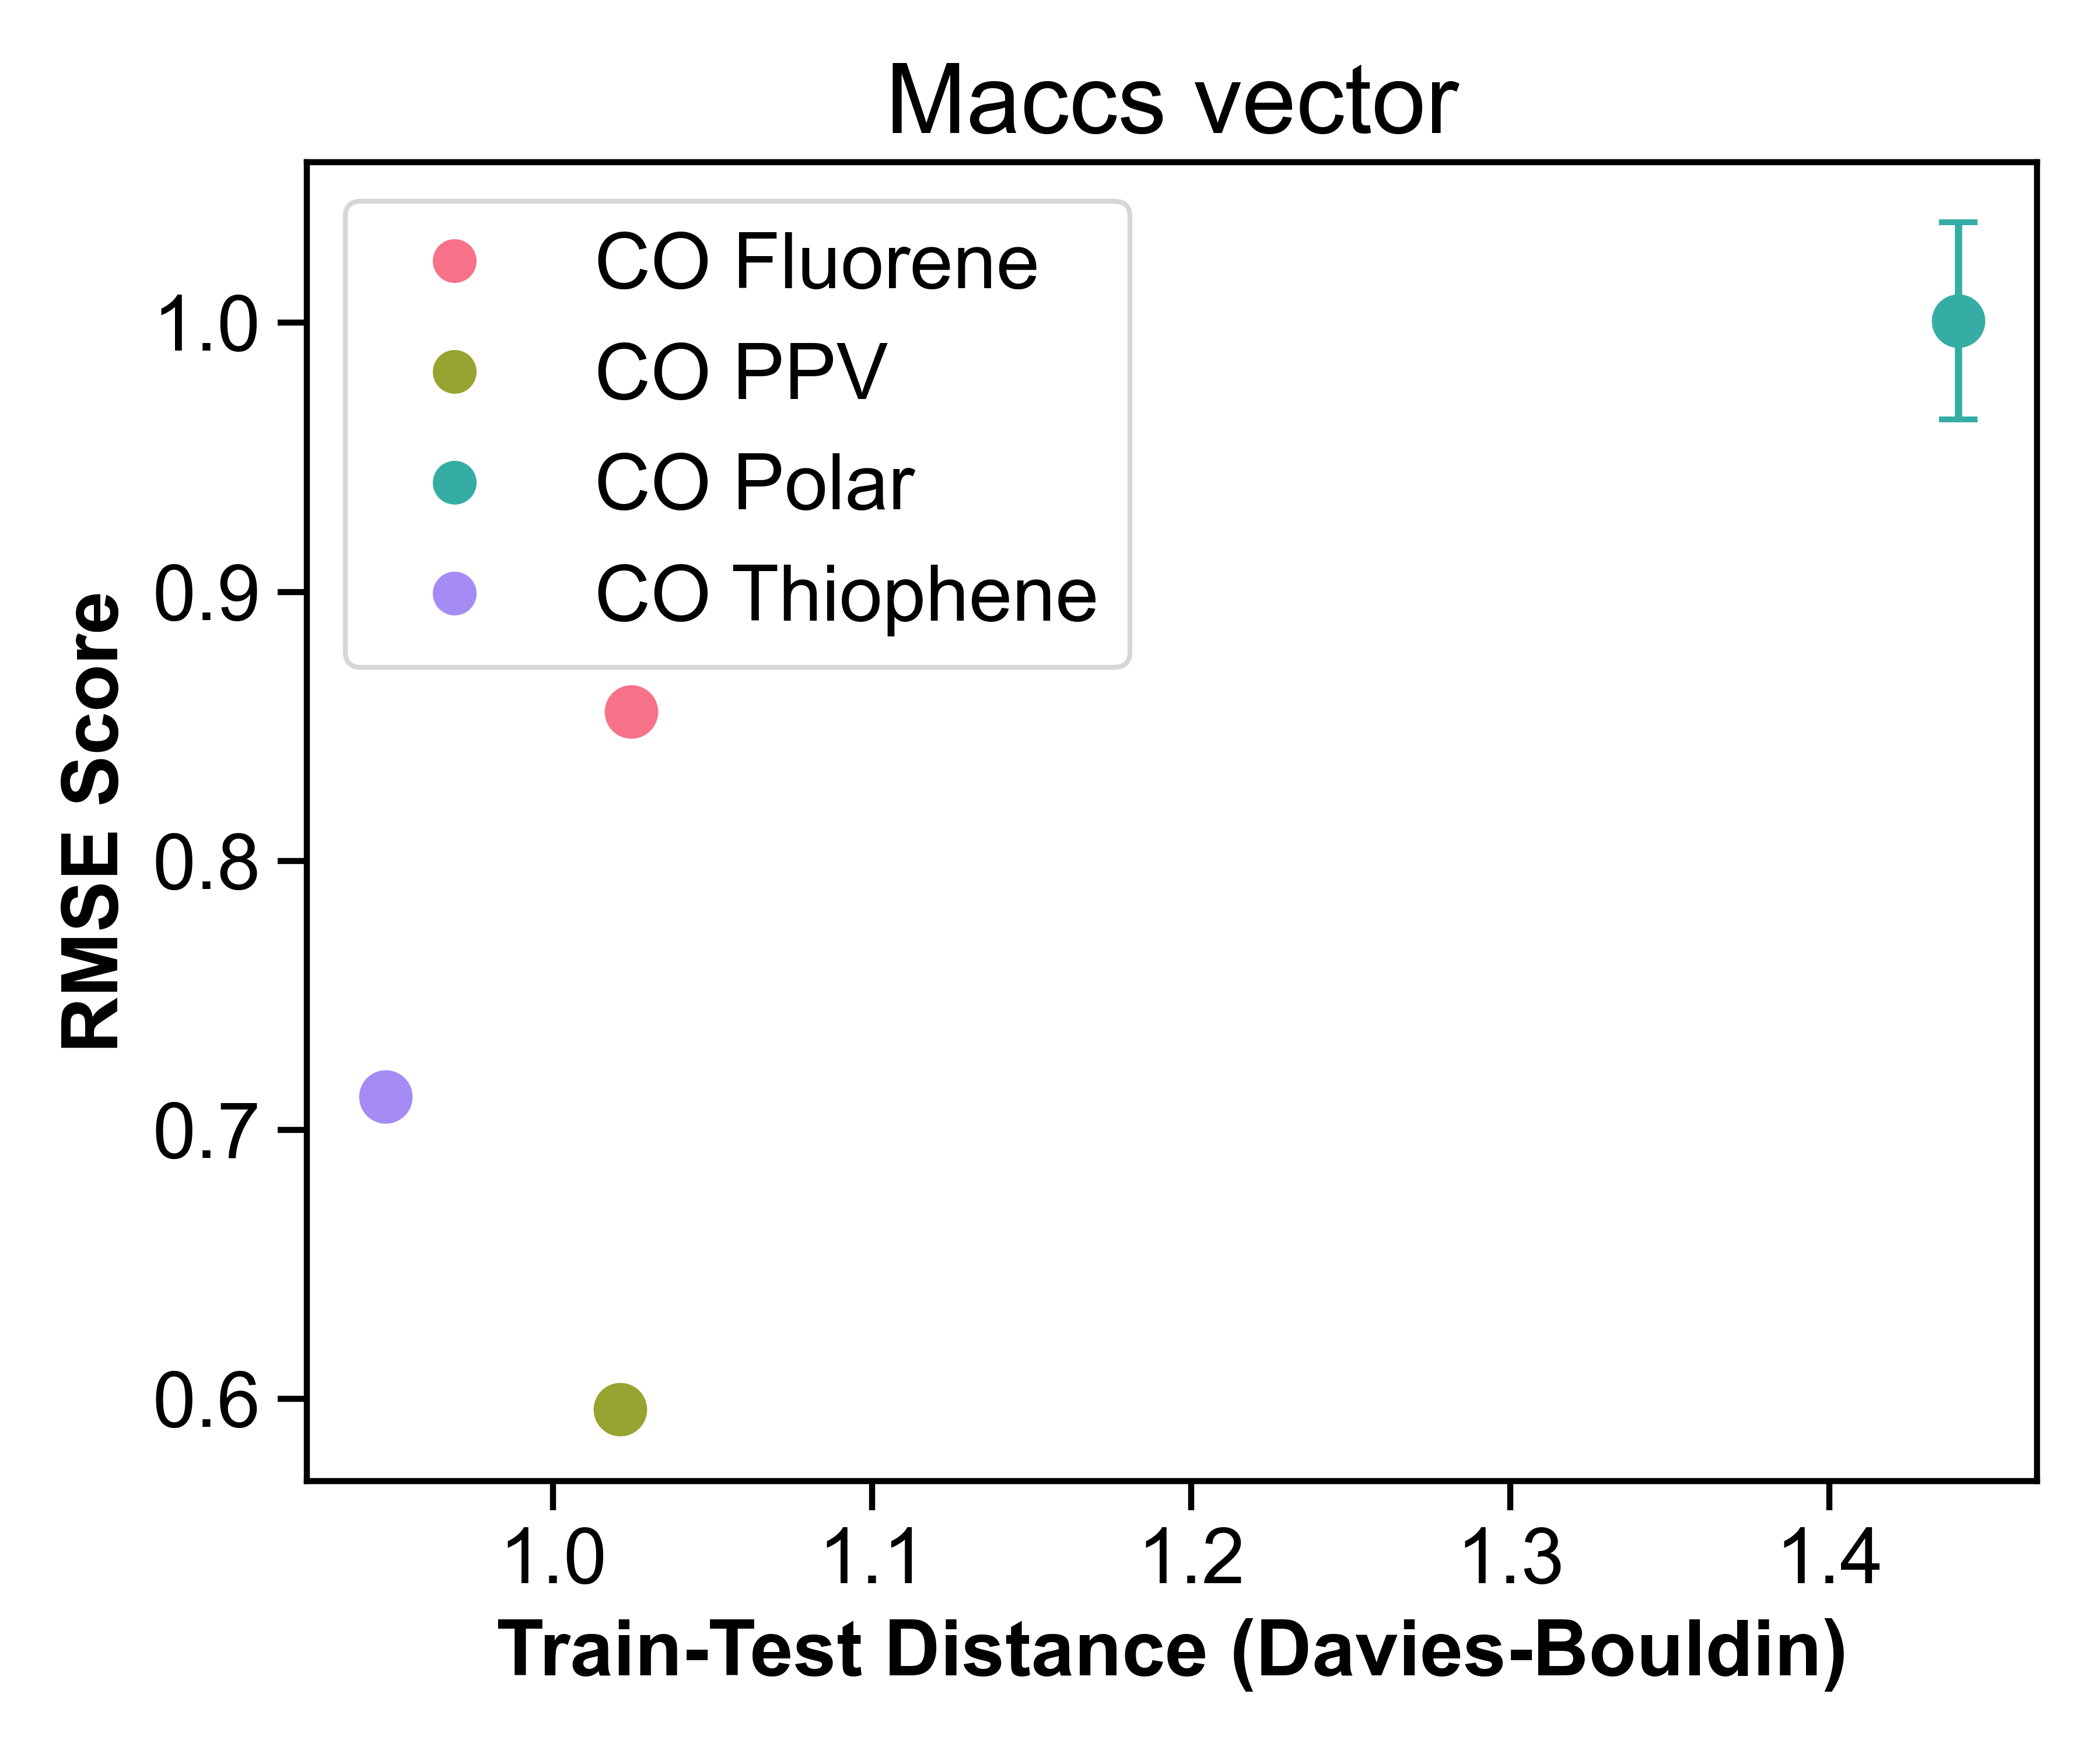 Maccs vector
CO Fluorene
CO PPV
CO Polar
CO Thiophene
RMSE Score
1.0
0.9
0.8
0.7
0.6
1.0 1.1 1.2 1.3 1.4
Train-Test Distance (Davies-Bouldin)